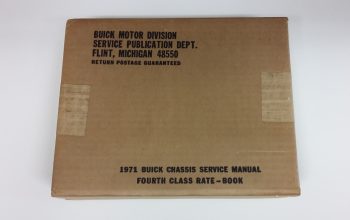 BUICK MOTOR DIVISION
SERVICE PUBLICATION DEPT.
FLINT, MICHIGAN 48550
RETURN POSTAGE GUARANTEED
1971 BUICK CHASSIS SERVICE MANUAL
FOURTH CLASS RATE-BOOK